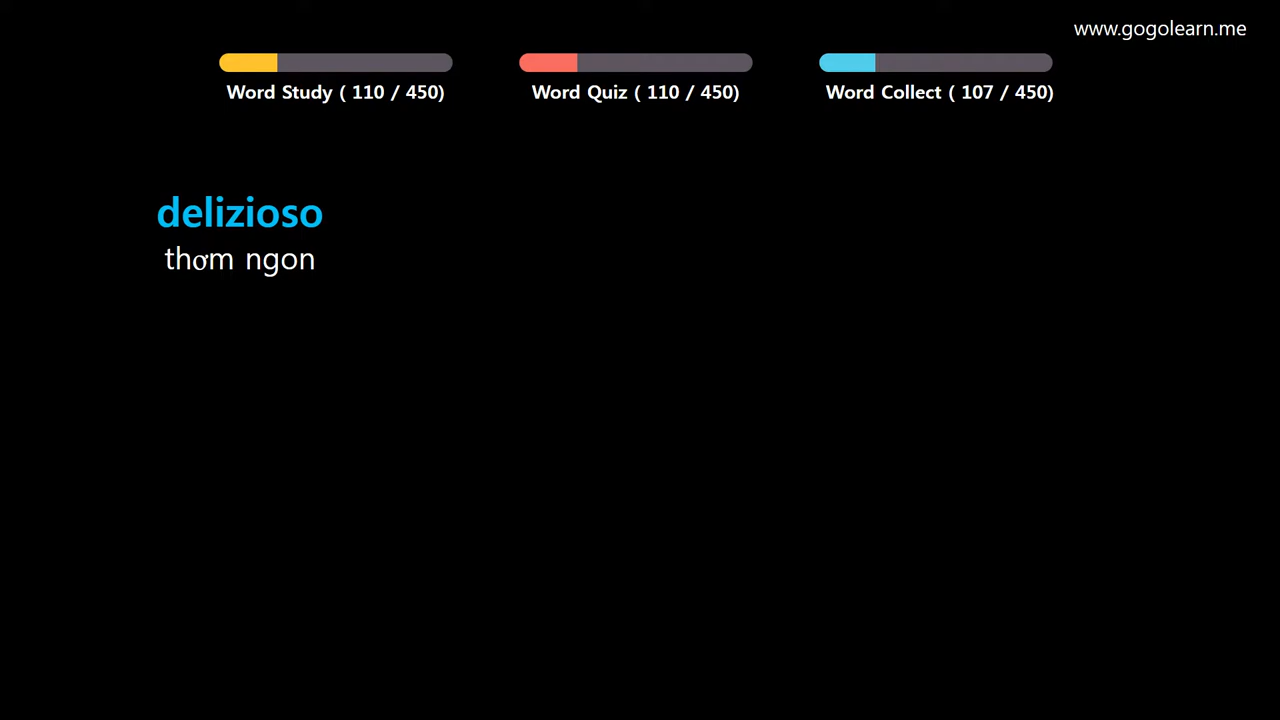 www.gogolearn.me
Word Study ( 110 / 450)
Word Quiz ( 110 / 450)
Word Collect ( 107 / 450)
delizioso
thơm ngon